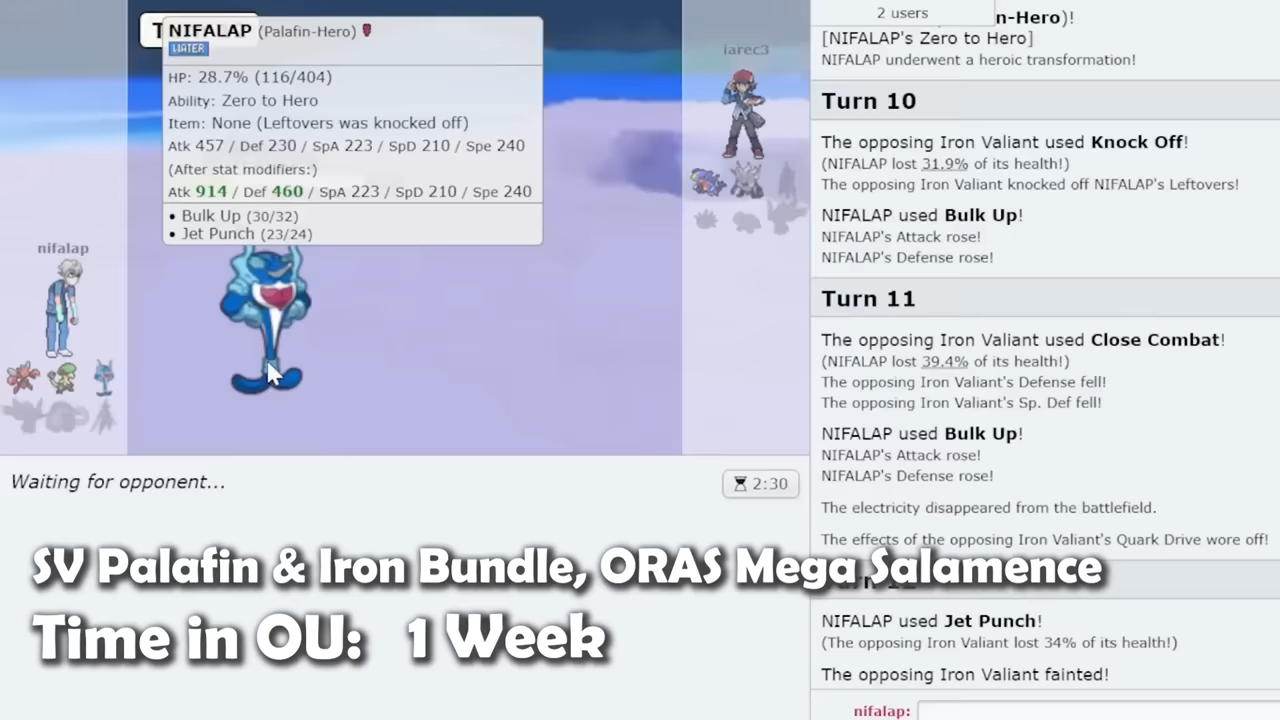 T
NIFALAP (Palafin-Hero)
WATER
HP: 28.7% (116/404)
Ability: Zero to Hero
Item: None (Leftovers was knocked off)
Atk 457 / Def 230 / SpA 223 / SpD 210 / Spe 240
(After stat modifiers:)
Atk 914 / Def 460 / SpA 223 / SpD 210 / Spe 240
• Bulk Up (30/32)
• Jet Punch (23/24)
nifalap
iarec3
Waiting for opponent...
2:30
2 users
n-Hero)!
[NIFALAP's Zero to Hero]
NIFALAP underwent a heroic transformation!
Turn 10
The opposing Iron Valiant used Knock Off!
(NIFALAP lost 31.9% of its health!)
The opposing Iron Valiant knocked off NIFALAP's Leftovers!
NIFALAP used Bulk Up!
NIFALAP's Attack rose!
NIFALAP's Defense rose!
Turn 11
The opposing Iron Valiant used Close Combat!
(NIFALAP lost 39.4% of its health!)
The opposing Iron Valiant's Defense fell!
The opposing Iron Valiant's Sp. Def fell!
NIFALAP used Bulk Up!
NIFALAP's Attack rose!
NIFALAP's Defense rose!
The electricity disappeared from the battlefield.
The effects of the opposing Iron Valiant's Quark Drive wore off!
NIFALAP used Jet Punch!
(The opposing Iron Valiant lost 34% of its health!)
The opposing Iron Valiant fainted!
nifalap:
SV Palafin & Iron Bundle, ORAS Mega Salamence
Time in OU: 1 Week